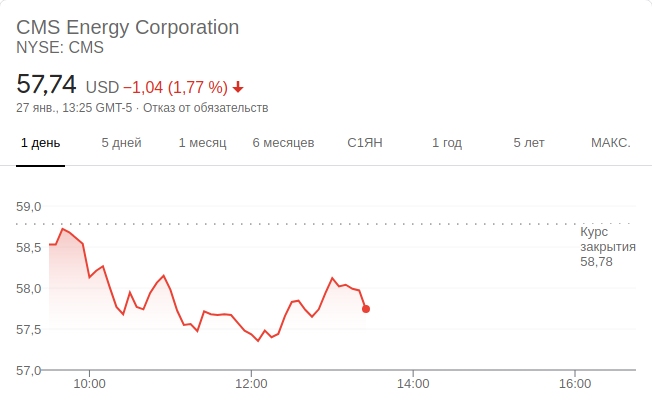 CMS Energy Corporation
NYSE: CMS
57,74 USD −1,04 (1,77 %)
27 янв., 13:25 GMT-5 · Отказ от обязательств
1 день 5 дней 1 месяц 6 месяцев С1ЯН 1 год 5 лет МАКС.
59,0
Курс
закрытия
58,78
58,5
58,0
57,5
57,0
10:00 12:00 14:00 16:00